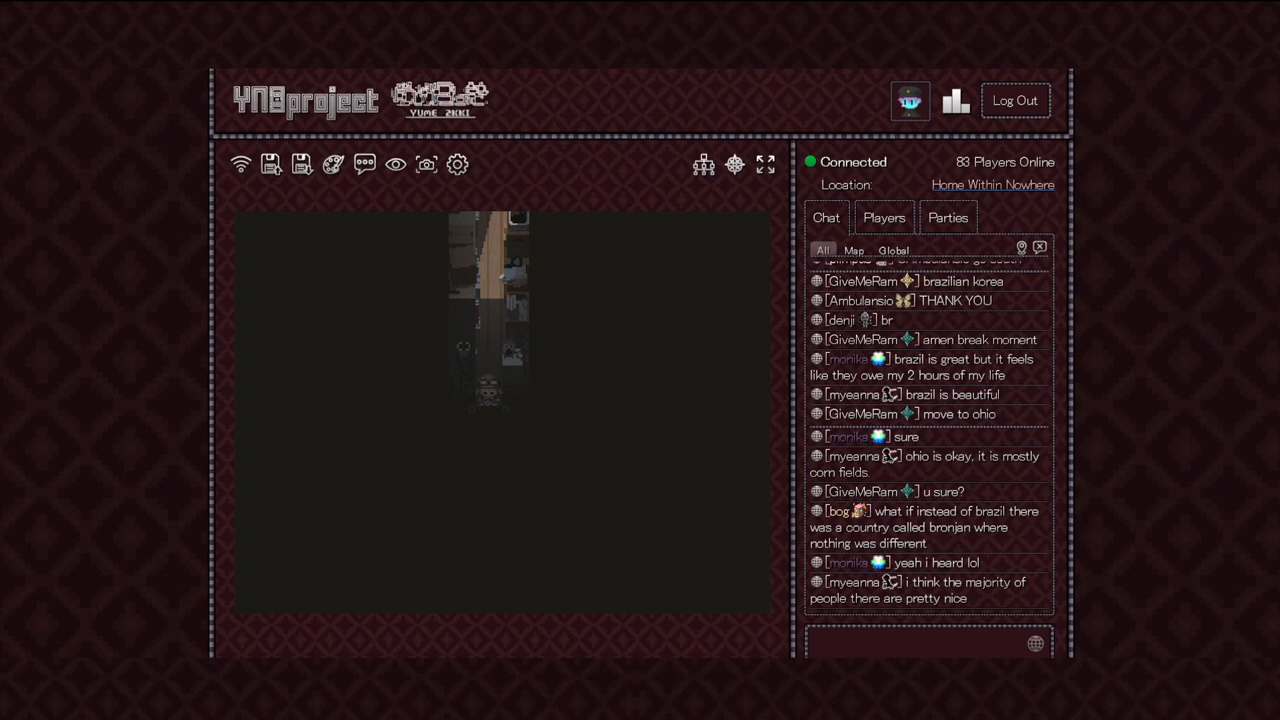 YNOproject
YUME 2KKI
Log Out
Connected
83 Players Online
Location:
Home Within Nowhere
Chat
Players
Parties
All
Map
Global
[GiveMeRam] brazilian korea
[Ambulansio] THANK YOU
[denji] br
[GiveMeRam] amen break moment
[monika] brazil is great but it feels
like they owe my 2 hours of my life
[myeanna] brazil is beautiful
[GiveMeRam] move to ohio
[monika] sure
[myeanna] ohio is okay, it is mostly
corn fields.
[GiveMeRam] u sure?
[bog] what if instead of brazil there
was a country called bronjan where
nothing was different
[monika] yeah i heard lol
[myeanna] i think the majority of
people there are pretty nice